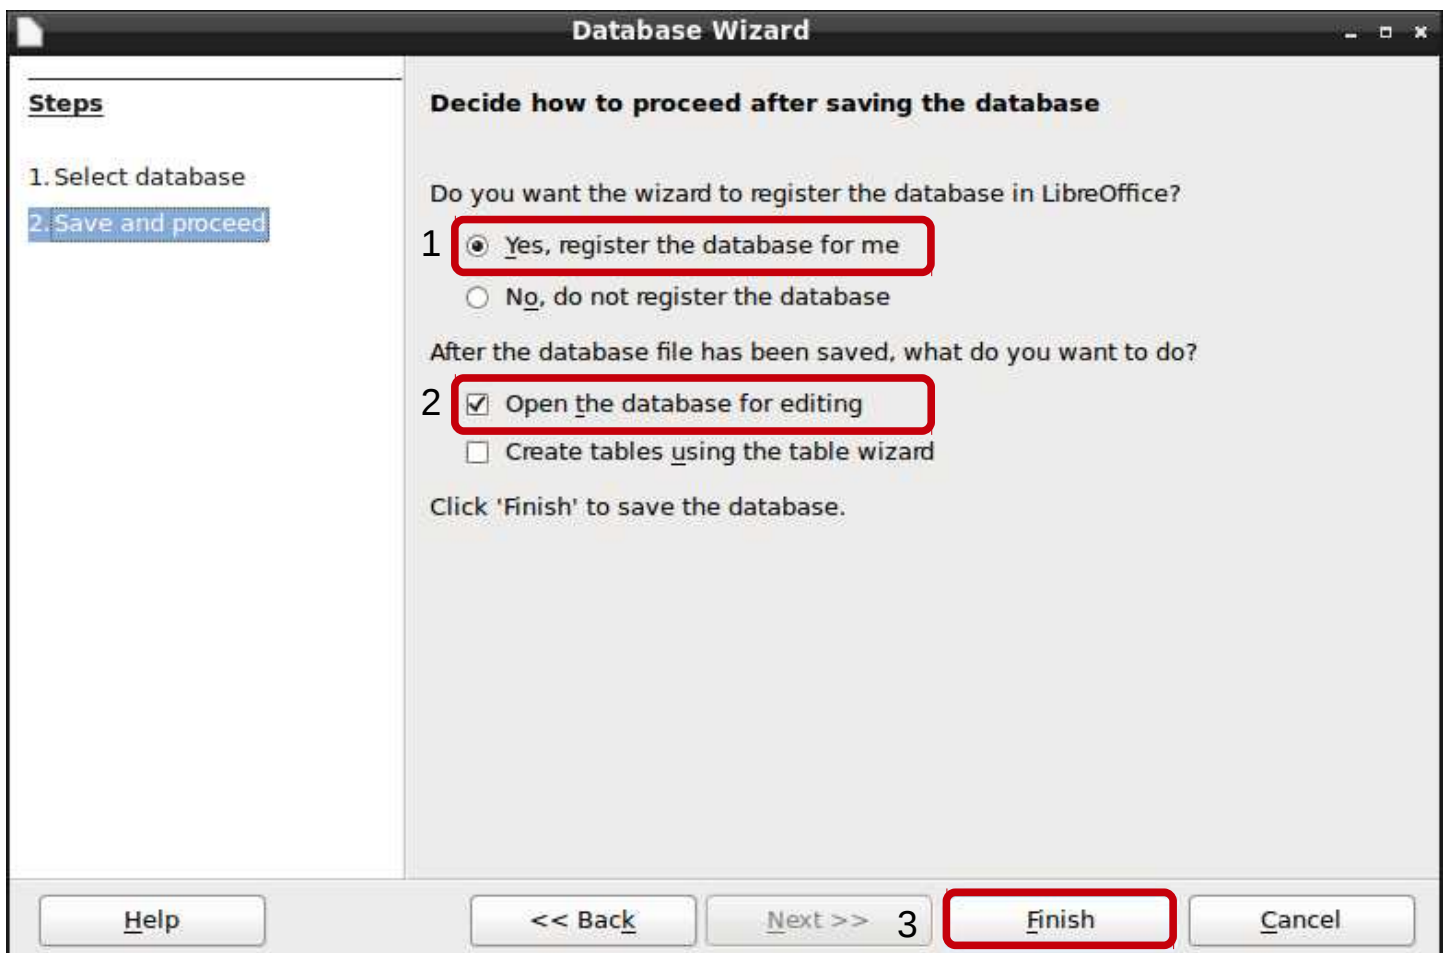 Database Wizard
Steps
1. Select database
2. Save and proceed
Decide how to proceed after saving the database
Do you want the wizard to register the database in LibreOffice?
1 Yes, register the database for me
No, do not register the database
After the database file has been saved, what do you want to do?
2 Open the database for editing
Create tables using the table wizard
Click 'Finish' to save the database.
Help
<< Back
Next >>
3 Finish
Cancel